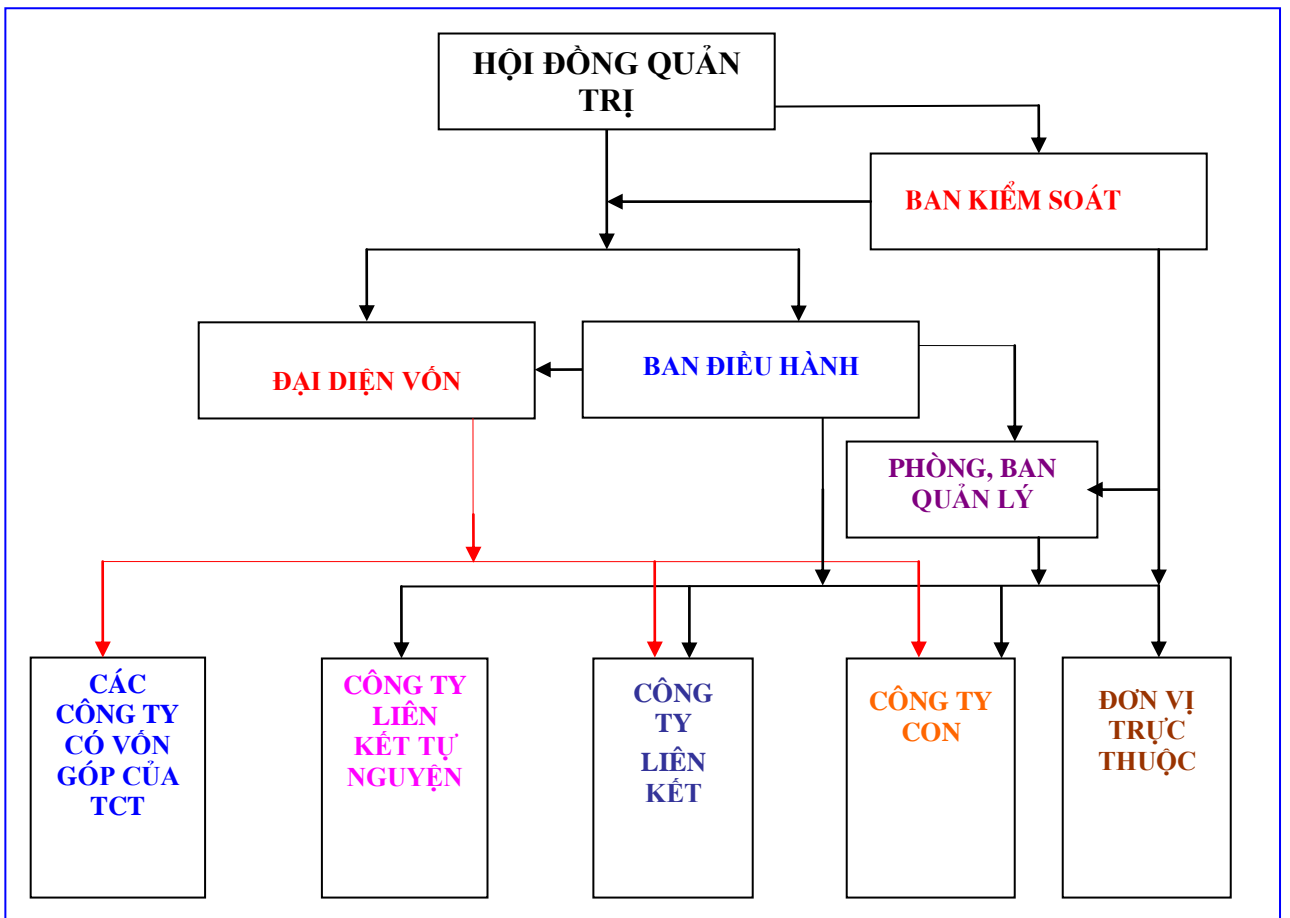 HỘI ĐỒNG QUẢN
TRỊ
BAN KIỂM SOÁT
ĐẠI DIỆN VỐN
BAN ĐIỀU HÀNH
PHÒNG, BAN
QUẢN LÝ
CÁC
CÔNG TY
CÓ VỐN
GÓP CỦA
TCT
CÔNG TY
LIÊN
KẾT TỰ
NGUYỆN
CÔNG
TY
LIÊN
KẾT
CÔNG TY
CON
ĐƠN VỊ
TRỰC
THUỘC